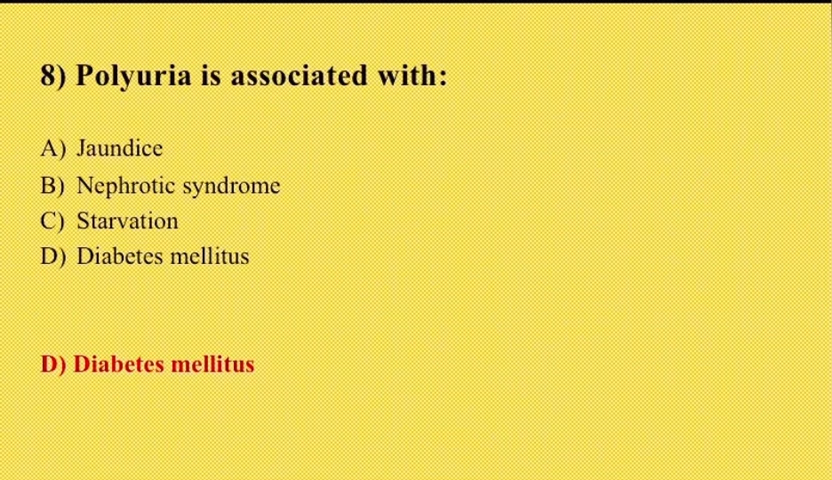 8) Polyuria is associated with:
A) Jaundice
B) Nephrotic syndrome
C) Starvation
D) Diabetes mellitus
D) Diabetes mellitus